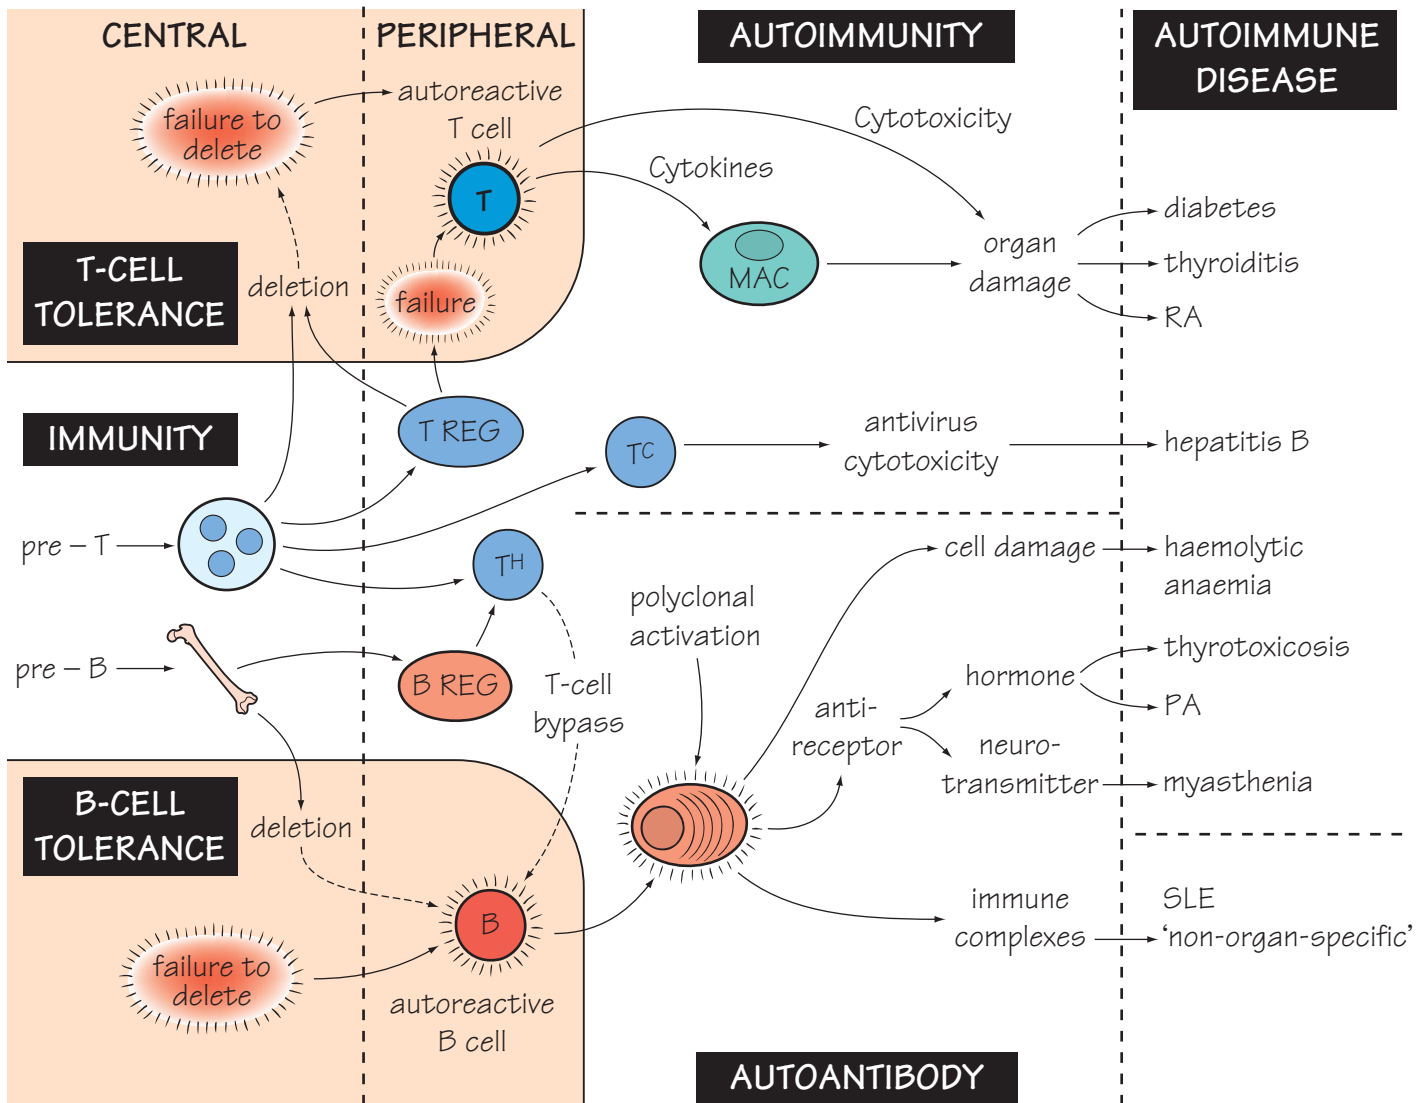 CENTRAL
PERIPHERAL
AUTOIMMUNITY
AUTOIMMUNE
DISEASE
failure to
delete
autoreactive
T cell
T
Cytotoxicity
Cytokines
MAC
organ
damage
diabetes
thyroiditis
RA
T-CELL
TOLERANCE
deletion
failure
IMMUNITY
T REG
TC
antivirus
cytotoxicity
hepatitis B
pre – T
TH
cell damage
haemolytic
anaemia
polyclonal
activation
pre – B
B REG
T-cell
bypass
anti-
receptor
hormone
thyrotoxicosis
PA
neuro-
transmitter
myasthenia
B-CELL
TOLERANCE
deletion
B
failure to
delete
autoreactive
B cell
immune
complexes
SLE
‘non-organ-specific’
AUTOANTIBODY